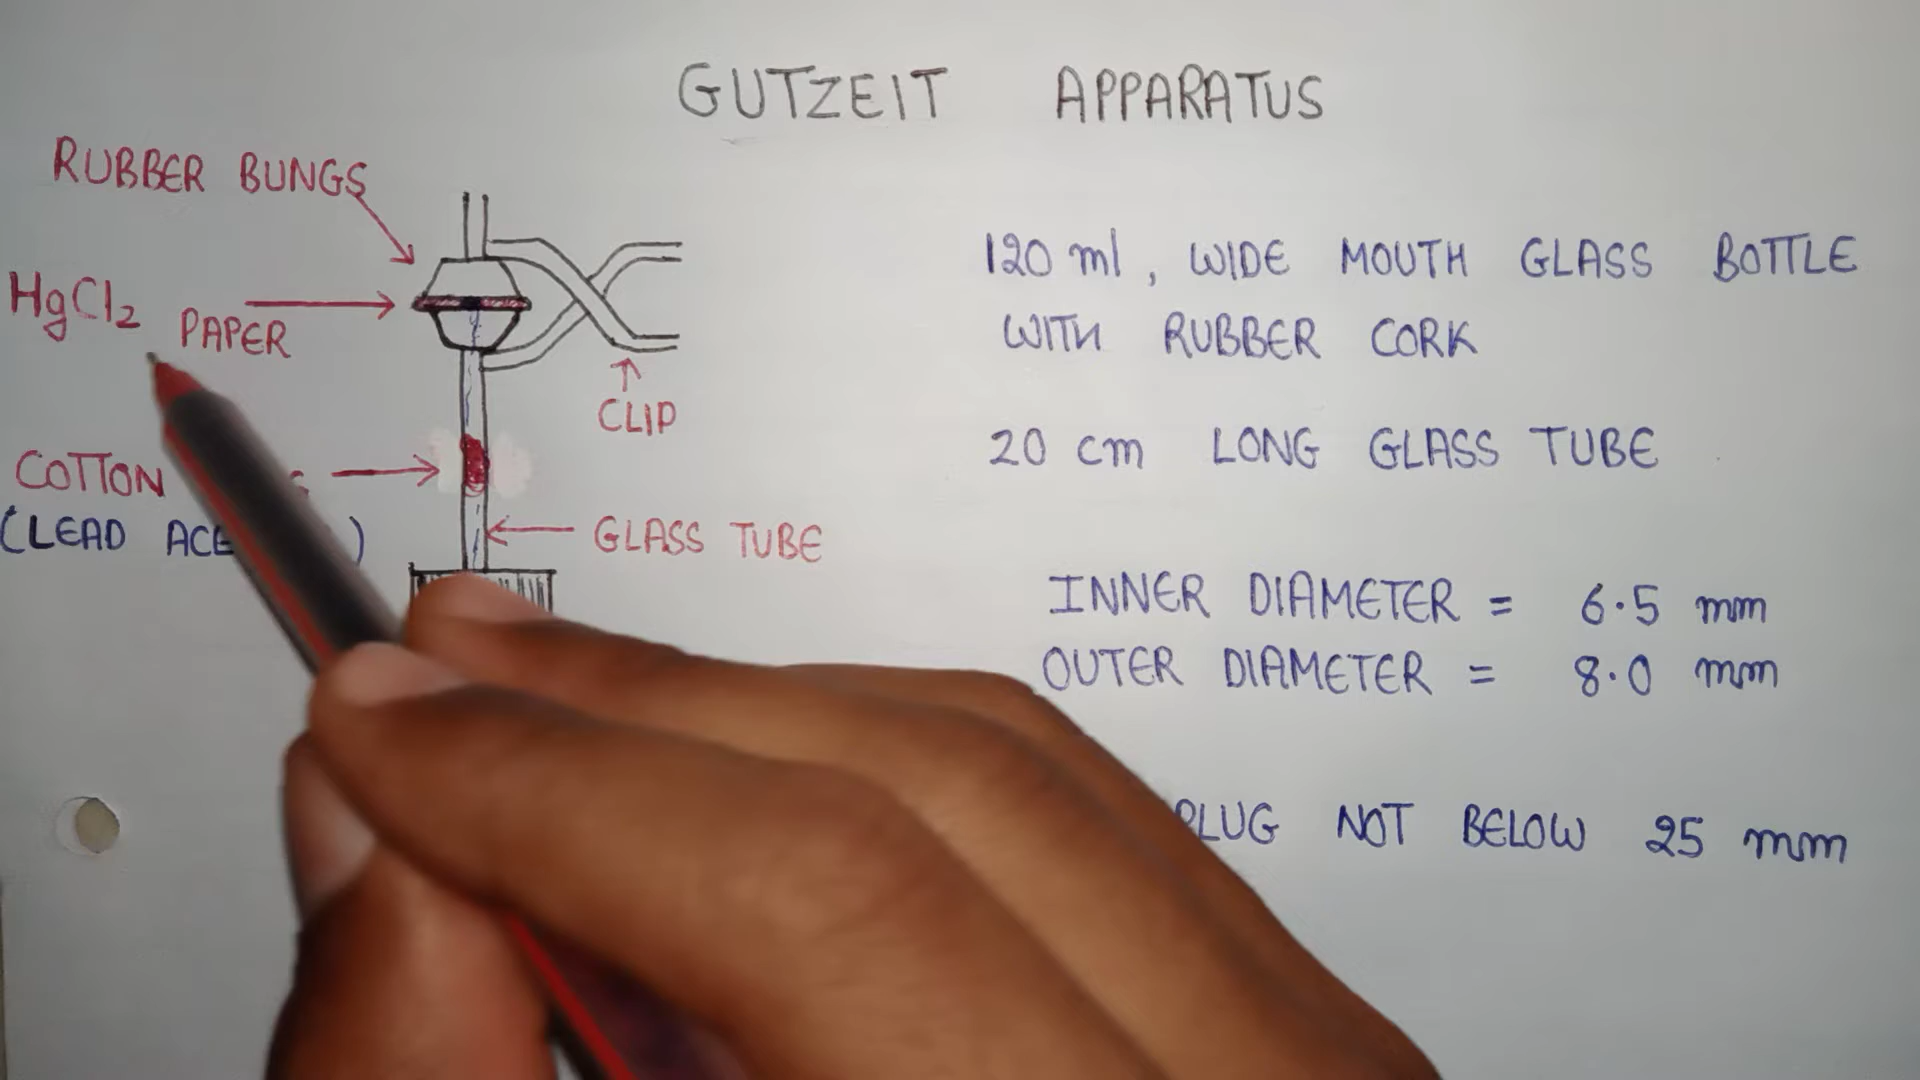 GUTZEIT APPARATUS
RUBBER BUNGS
HgCl2 PAPER
CLIP
COTTON
(LEAD )
GLASS TUBE
120 ml, WIDE MOUTH GLASS BOTTLE
WITH RUBBER CORK
20 cm LONG GLASS TUBE
INNER DIAMETER = 6.5 mm
OUTER DIAMETER = 8.0 mm
PLUG NOT BELOW 25 mm